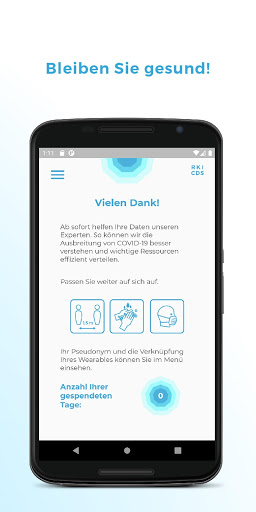 Bleiben Sie gesund!
1:11
RKI
CDS
Vielen Dank!
Ab sofort helfen Ihre Daten unseren
Experten. So können wir die
Ausbreitung von COVID-19 besser
verstehen und wichtige Ressourcen
effizient verteilen.
Passen Sie weiter auf sich auf.
1,5 m
Ihr Pseudonym und die Verknüpfung
Ihres Wearables können Sie im Menü
einsehen.
Anzahl Ihrer
gespendeten
Tage:
0